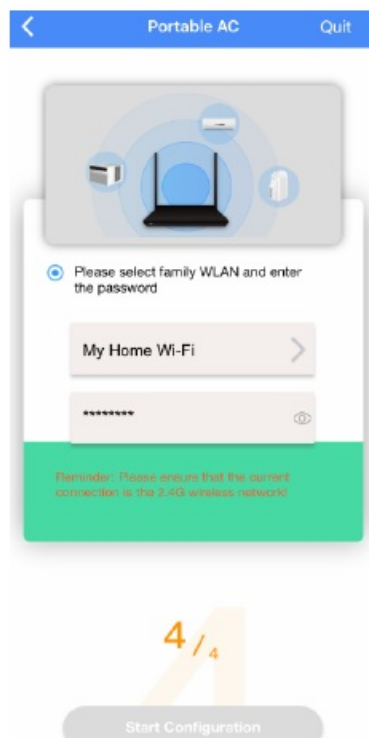 Portable AC Quit
Please select family WLAN and enter
the password
My Home Wi-Fi
********
Reminder: Please ensure that the current
connection is the 2.4G wireless network!
4/4
Start Configuration